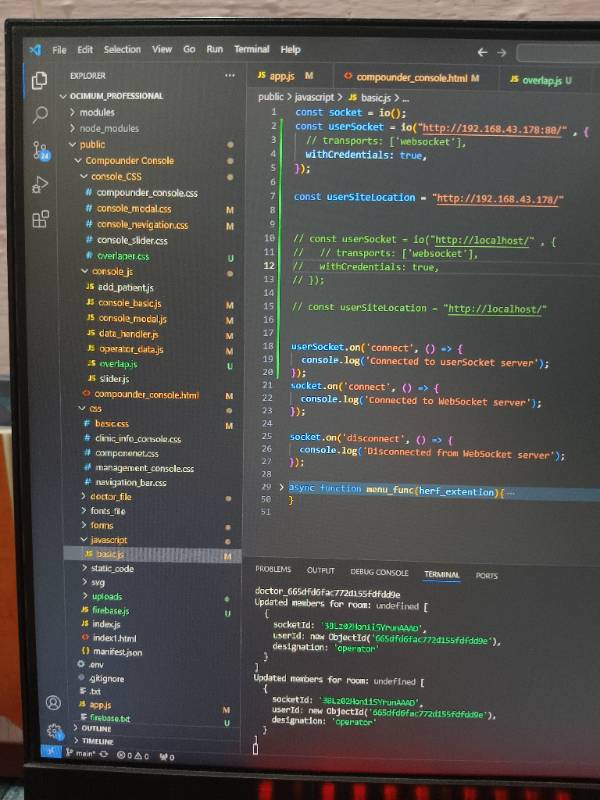 File Edit Selection View Go Run Terminal Help
EXPLORER
OCIMUM_PROFESSIONAL
modules
node_modules
public
Compounder Console
console_CSS
# compounder_console.css
# console_modal.css M
# console_nevigation.css M
# console_slider.css
# overlaper.css U
console_js
JS add_patient.js
JS console_basic.js M
JS console_modal.js M
JS data_handler.js M
JS operator_data.js M
JS overlap.js U
JS slider.js
<> compounder_console.html M
css
# basic.css M
# clinic_info_console.css
# componenet.css
# management_console.css
# navigation_bar.css
doctor_file
fonts_file
forms
javascript
JS basic.js M
static_code
svg
uploads
JS firebase.js U
JS index.js
<> index1.html
{} manifest.json
.env
.gitignore
.txt
JS app.js M
firebase.txt U
OUTLINE
TIMELINE
24
main*
0 0
0
JS app.js M
<> compounder_console.html M
JS overlap.js U
public > javascript > JS basic.js > ...
1 const socket = io();
2 const userSocket = io("http://192.168.43.178:80/" , {
3 // transports: ['websocket'],
4 withCredentials: true,
5 });
6
7 const userSiteLocation = "http://192.168.43.178/"
8
9
10 // const userSocket = io("http://localhost/" , {
11 // // transports: ['websocket'],
12 // withCredentials: true,
13 // });
14
15 // const userSiteLocation = "http://localhost/"
16
17
18 userSocket.on('connect', () => {
19 console.log('Connected to userSocket server');
20 });
21 socket.on('connect', () => {
22 console.log('Connected to WebSocket server');
23 });
24
25 socket.on('disconnect', () => {
26 console.log('Disconnected from WebSocket server');
27 });
28
29 > async function menu_func(herf_extention){ ...
50 }
51
PROBLEMS OUTPUT DEBUG CONSOLE TERMINAL PORTS
doctor_665dfd6fac772d155fdfdd9e
Updated members for room: undefined [
{
socketId:
userId: new ObjectId('665dfd6fac772d155fdfdd9e'),
designation: 'operator'
}
]
Updated members for room: undefined [
{
socketId:
userId: new ObjectId('665dfd6fac772d155fdfdd9e'),
designation: 'operator'
}
]